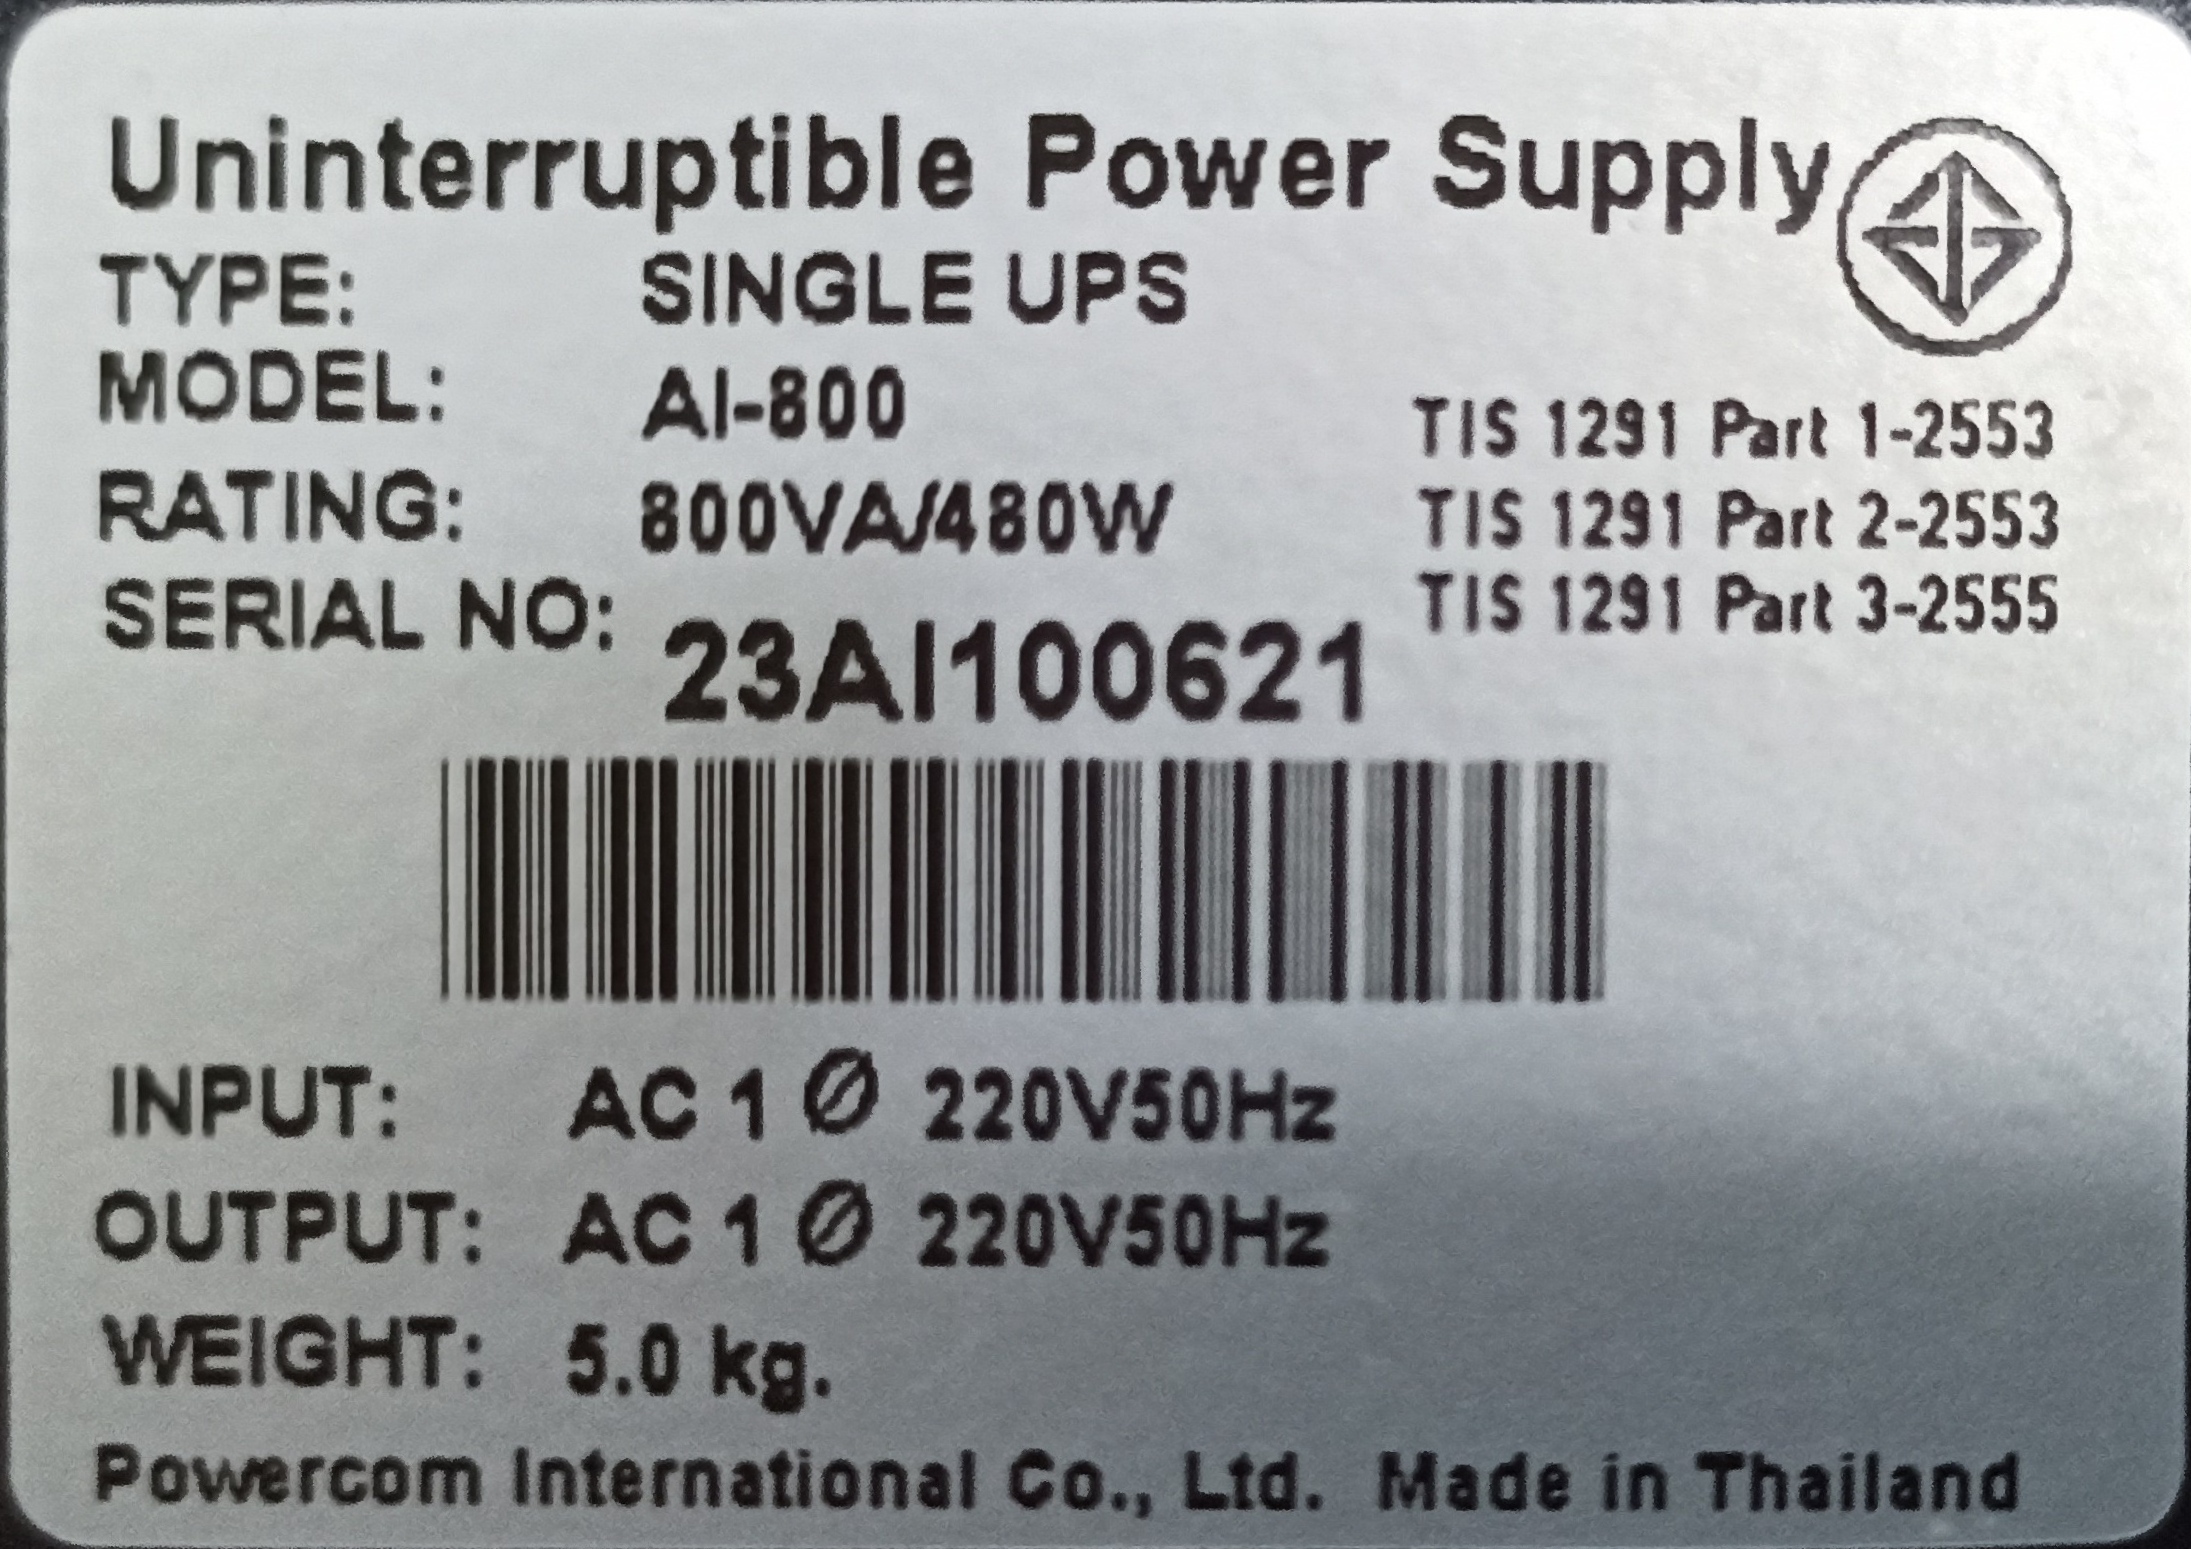 Uninterruptible Power Supply
TYPE: SINGLE UPS
MODEL: AI-800
RATING: 800VA/480W
SERIAL NO: 23AI100621
TIS 1291 Part 1-2553
TIS 1291 Part 2-2553
TIS 1291 Part 3-2555
INPUT: AC 1 Ø 220V50Hz
OUTPUT: AC 1 Ø 220V50Hz
WEIGHT: 5.0 kg.
Powercom International Co., Ltd. Made in Thailand